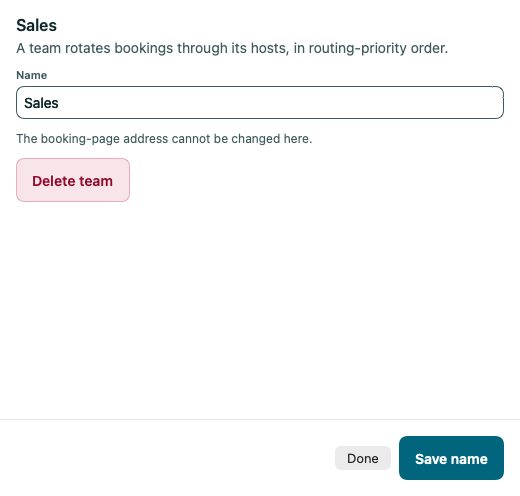 Sales
A team rotates bookings through its hosts, in routing-priority order.
Name
Sales
The booking-page address cannot be changed here.
Delete team
Done
Save name